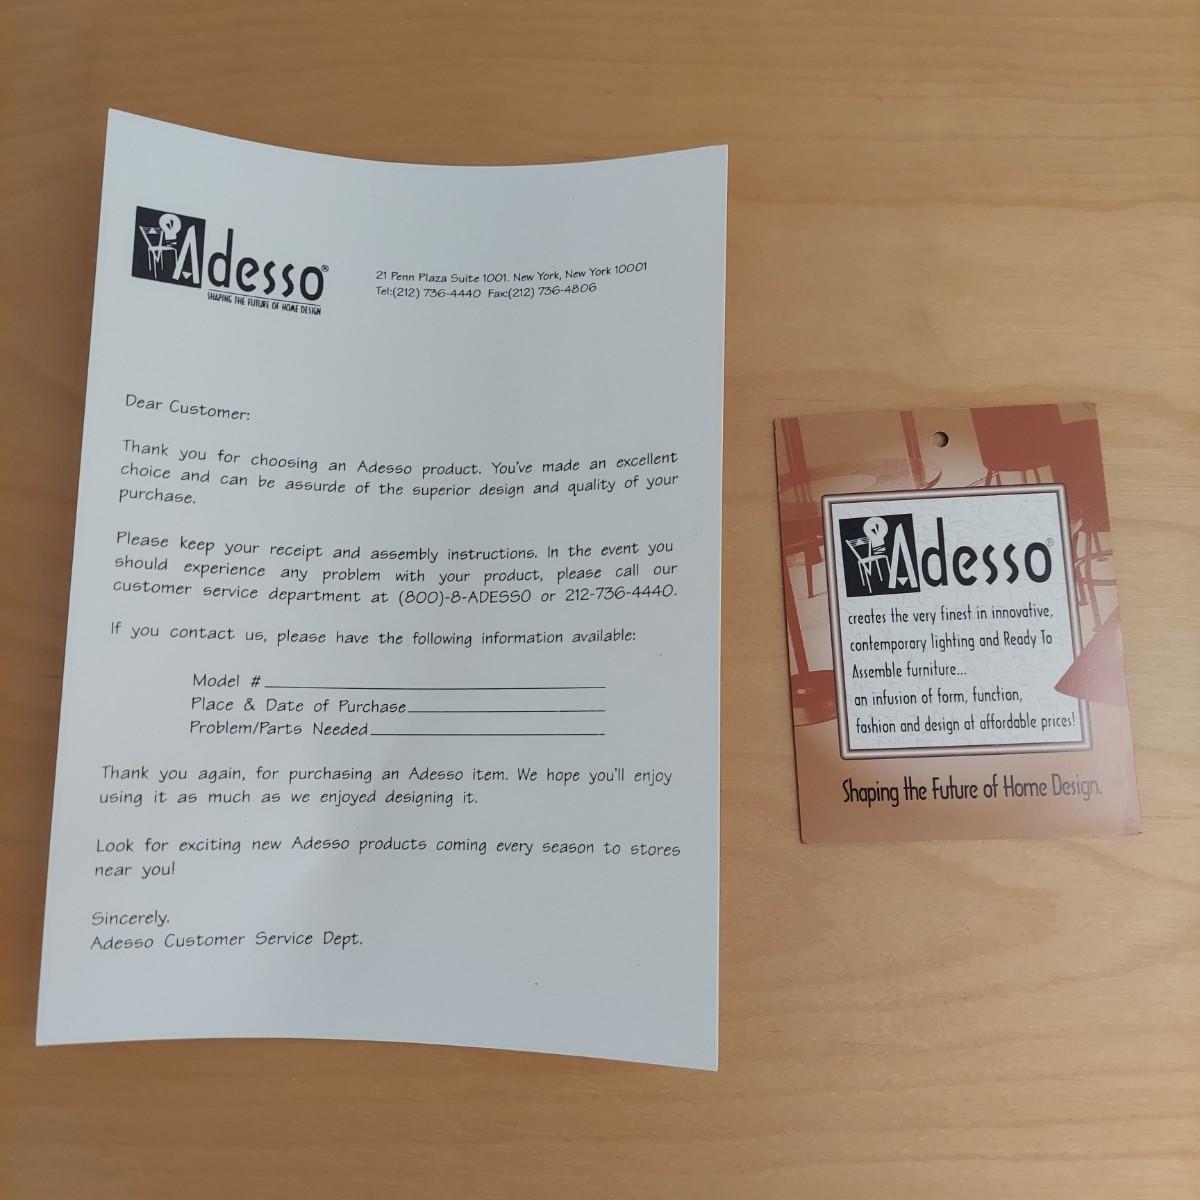 Adesso®
SHAPING THE FUTURE OF HOME DESIGN
21 Penn Plaza Suite 1001. New York, New York 10001
Tel:(212) 736-4440 Fax:(212) 736-4806
Dear Customer:
Thank you for choosing an Adesso product. You've made an excellent
choice and can be assurde of the superior design and quality of your
purchase.
Please keep your receipt and assembly instructions. In the event you
should experience any problem with your product, please call our
customer service department at (800)-8-ADESSO or 212-736-4440.
If you contact us, please have the following information available:
Model #
Place & Date of Purchase
Problem/Parts Needed
Thank you again, for purchasing an Adesso item. We hope you'll enjoy
using it as much as we enjoyed designing it.
Look for exciting new Adesso products coming every season to stores
near you!
Sincerely.
Adesso Customer Service Dept.
Adesso®
creates the very finest in innovative,
contemporary lighting and Ready To
Assemble furniture...
an infusion of form, function,
fashion and design at affordable prices!
Shaping the Future of Home Design.